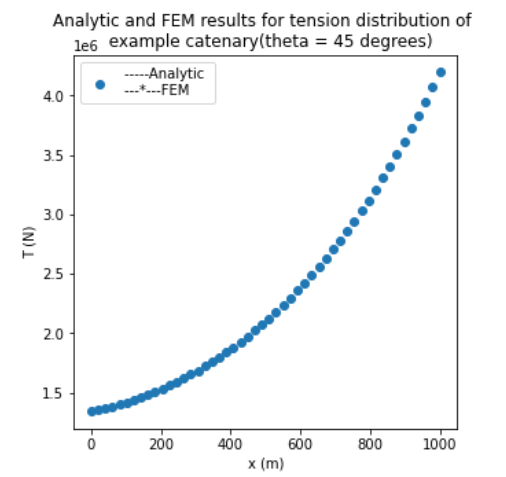 Analytic and FEM results for tension distribution of
example catenary(theta = 45 degrees)
1e6
-----Analytic
---*---FEM
4.0
3.5
3.0
2.5
2.0
1.5
T (N)
0 200 400 600 800 1000
x (m)